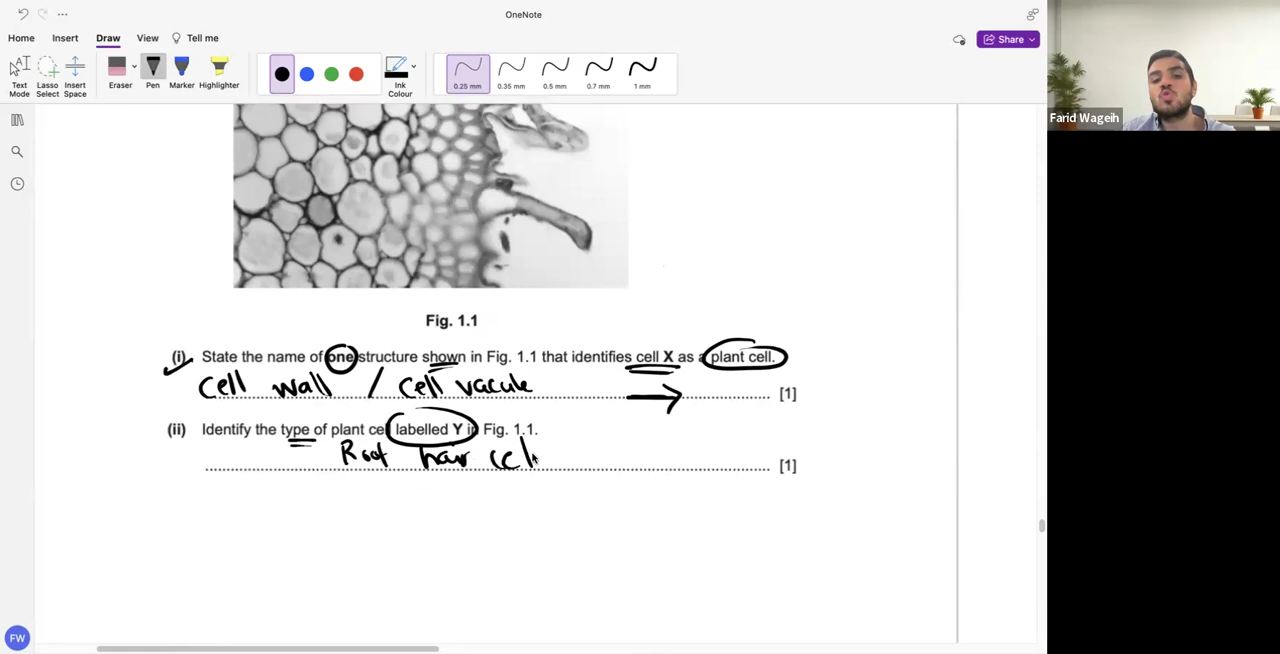 OneNote
Home Insert Draw View Tell me
Share
Text Mode
Lasso Select
Insert Space
Eraser
Pen
Marker
Highlighter
Ink Colour
0.25 mm
0.35 mm
0.5 mm
0.7 mm
1 mm
Farid Wageih
Fig. 1.1
(i) State the name of one structure shown in Fig. 1.1 that identifies cell X as a plant cell.
cell wall / cell vacule [1]
(ii) Identify the type of plant cell labelled Y in Fig. 1.1.
Root hair cel [1]
FW